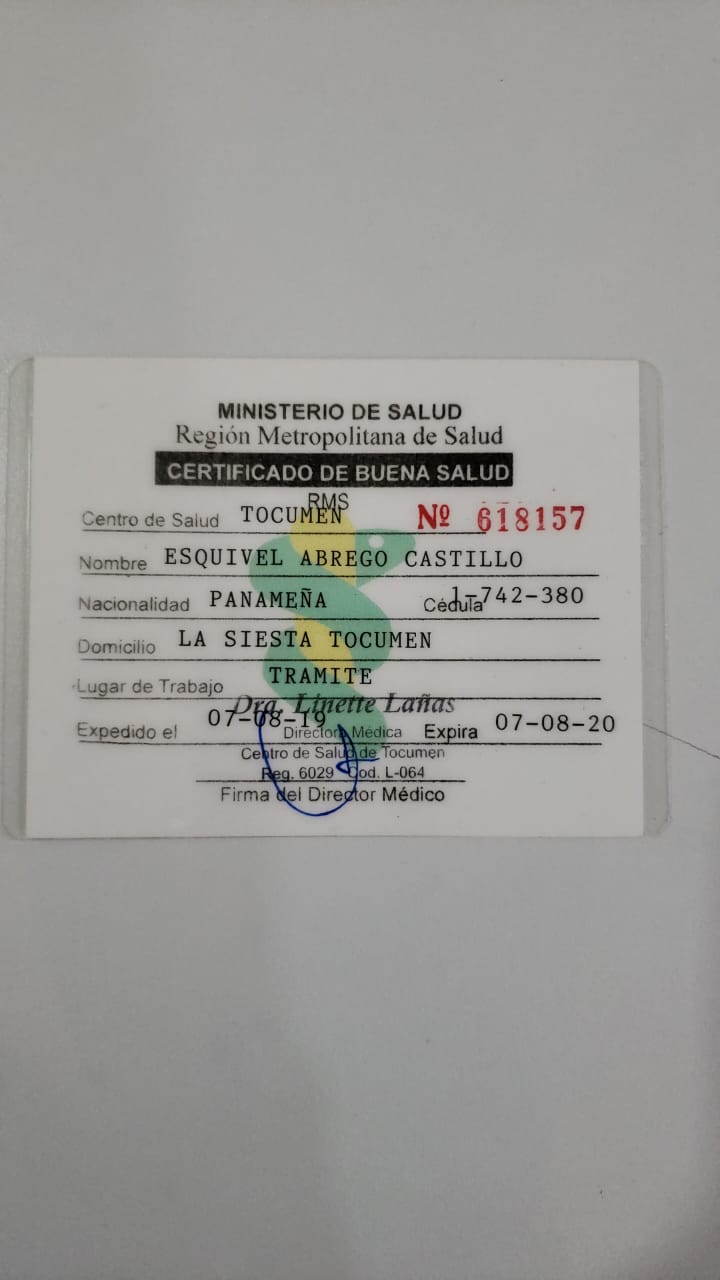 MINISTERIO DE SALUD
Región Metropolitana de Salud
CERTIFICADO DE BUENA SALUD
RMS
Centro de Salud TOCUMEN Nº 618157
Nombre ESQUIVEL ABREGO CASTILLO
Nacionalidad PANAMEÑA Cédula 1-742-380
Domicilio LA SIESTA TOCUMEN
Lugar de Trabajo TRAMITE
Dra. Linette Lañas
Expedido el 07-08-19 Directora Médica Expira 07-08-20
Centro de Salud de Tocumen
Reg. 6029 Cod. L-064
Firma del Director Médico